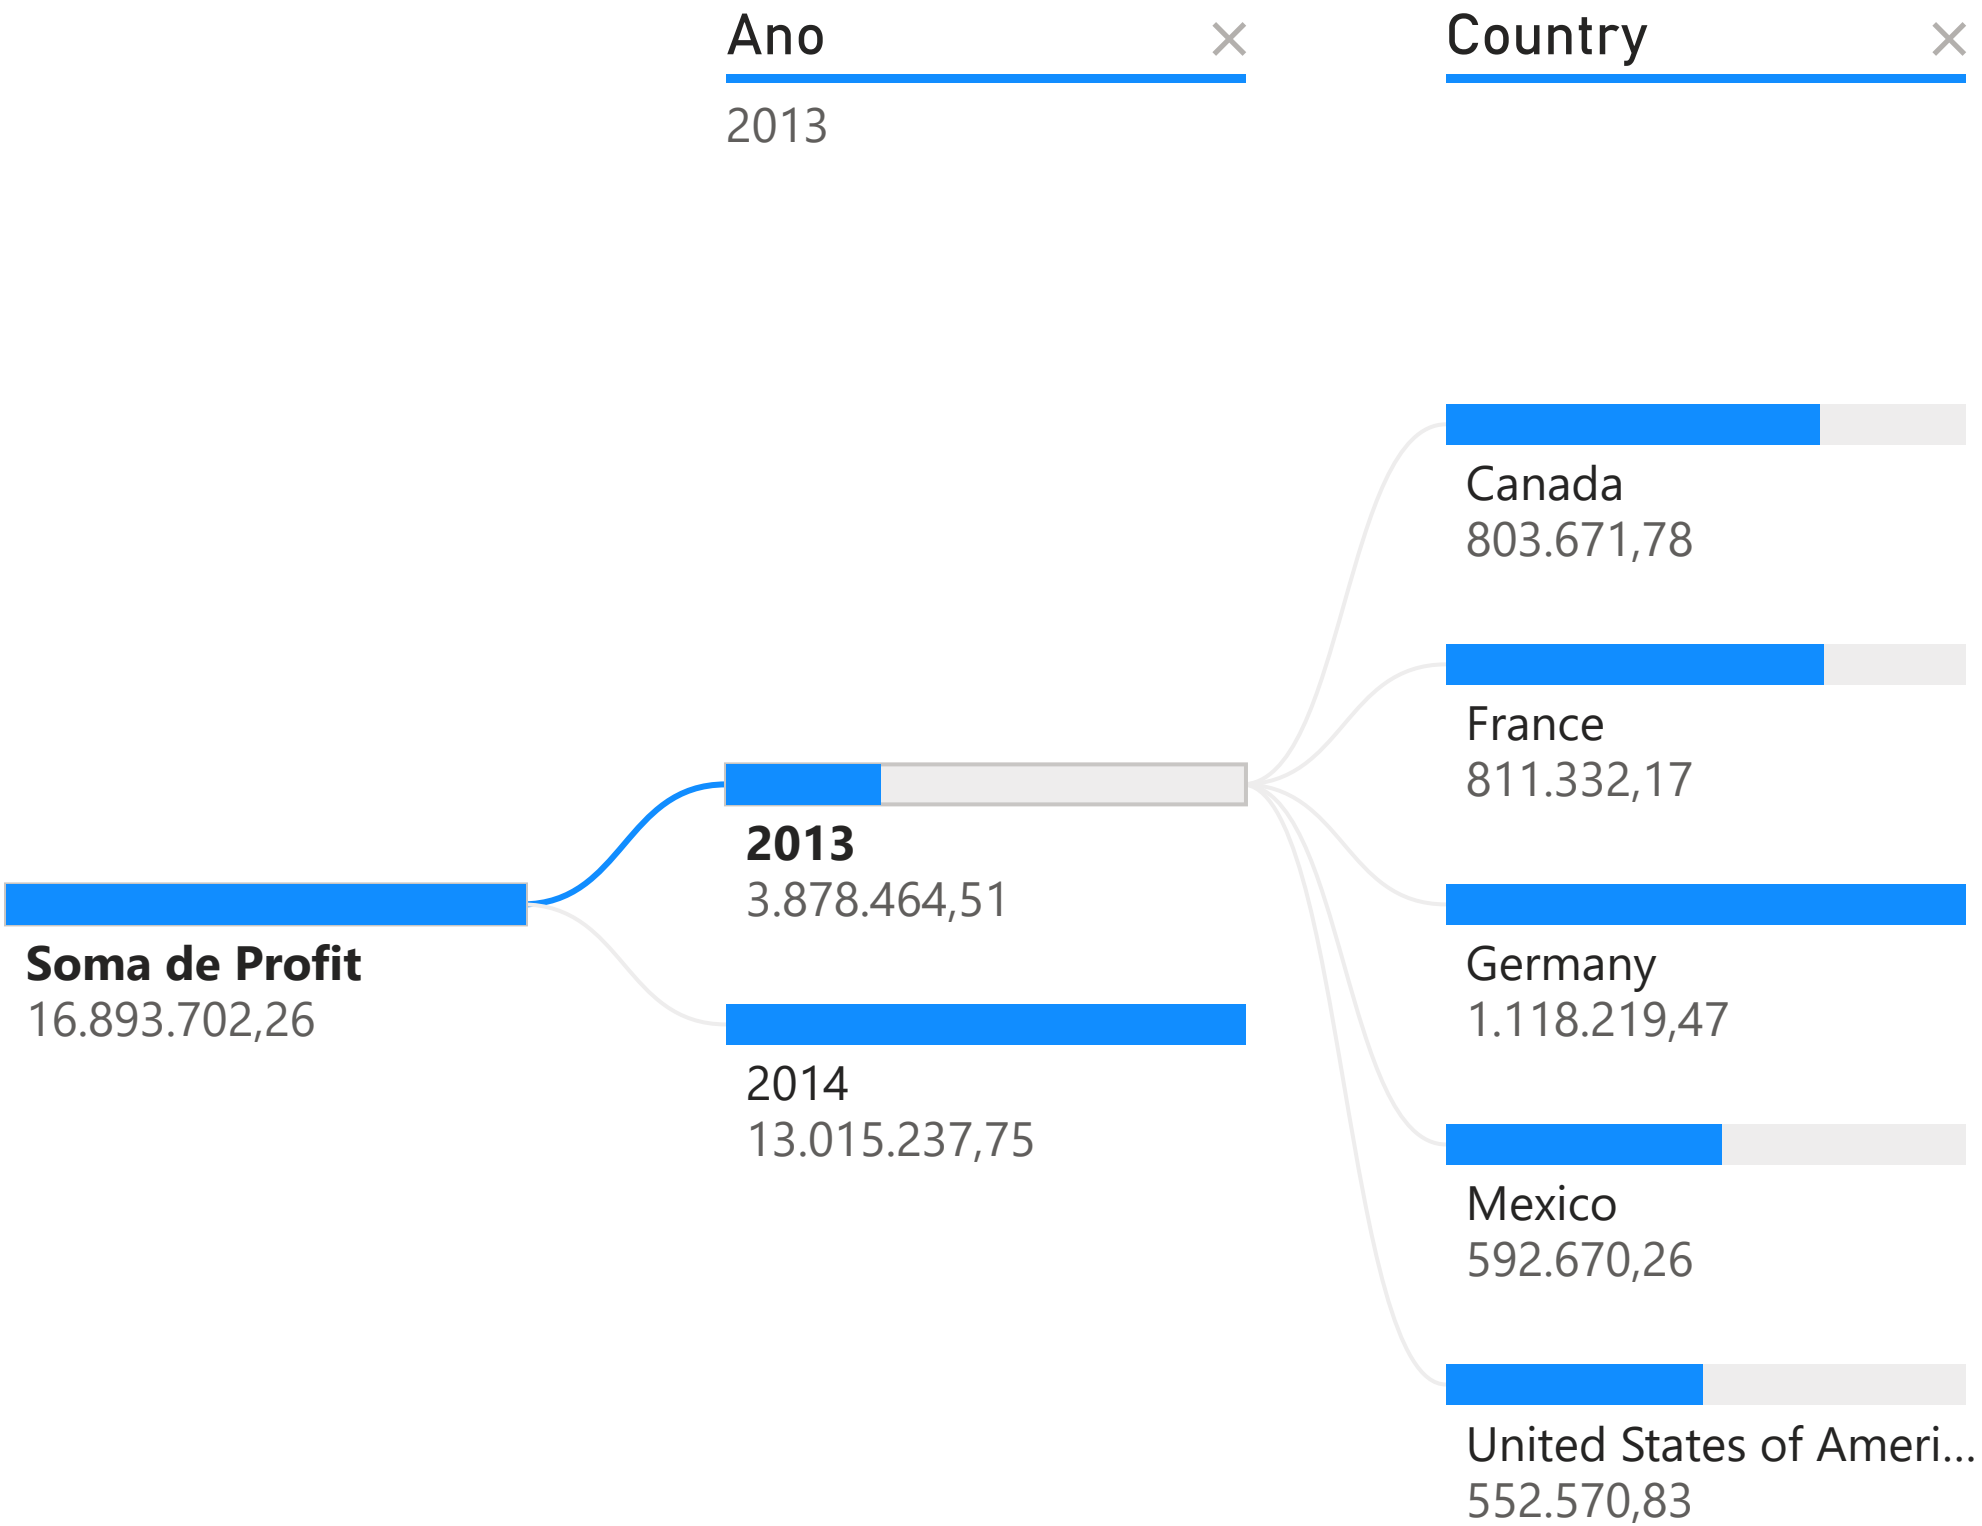 Ano
2013
Country
Soma de Profit
16.893.702,26
2013
3.878.464,51
2014
13.015.237,75
Canada
803.671,78
France
811.332,17
Germany
1.118.219,47
Mexico
592.670,26
United States of Ameri...
552.570,83